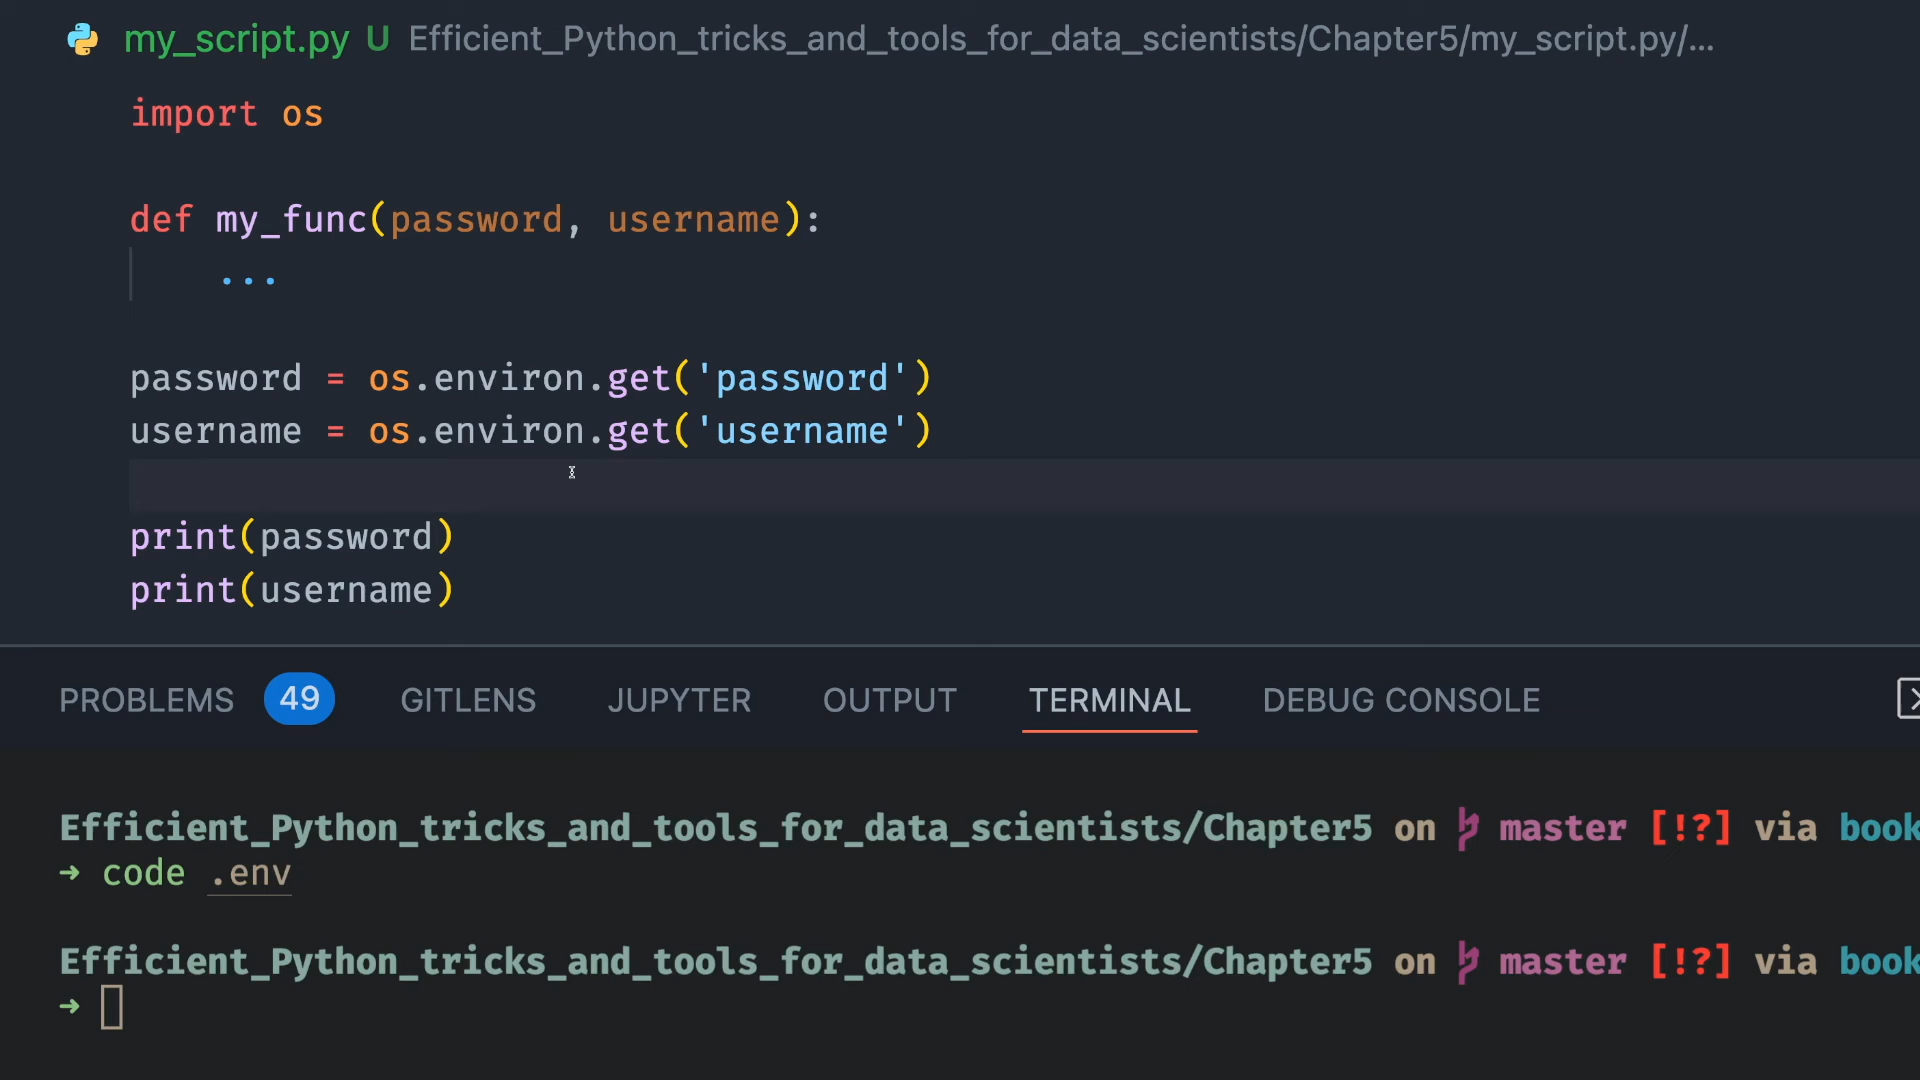 my_script.py U Efficient_Python_tricks_and_tools_for_data_scientists/Chapter5/my_script.py/...
import os
def my_func(password, username):
...
password = os.environ.get('password')
username = os.environ.get('username')
print(password)
print(username)
PROBLEMS 49 GITLENS JUPYTER OUTPUT TERMINAL DEBUG CONSOLE
Efficient_Python_tricks_and_tools_for_data_scientists/Chapter5 on master [!?] via book
➜ code .env
Efficient_Python_tricks_and_tools_for_data_scientists/Chapter5 on master [!?] via book
➜